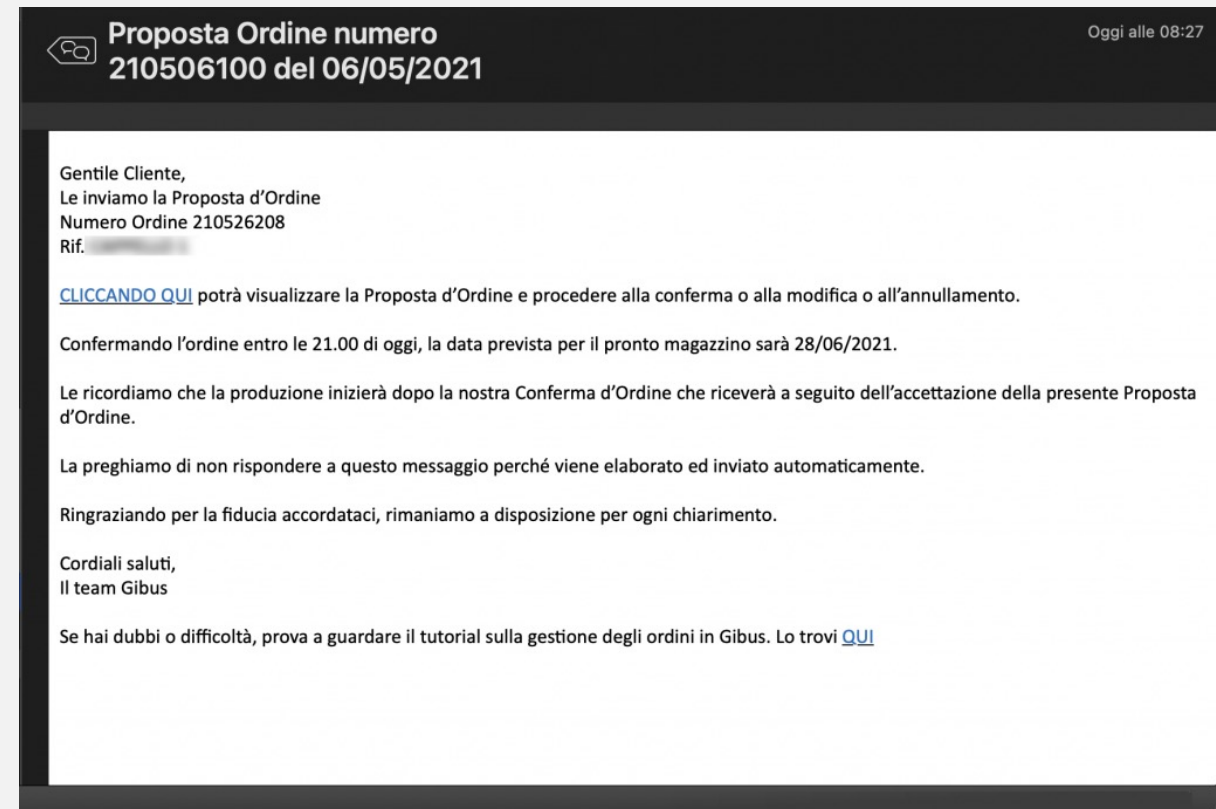 Proposta Ordine numero
210506100 del 06/05/2021
Oggi alle 08:27
Gentile Cliente,
Le inviamo la Proposta d’Ordine
Numero Ordine 210526208
Rif.
CLICCANDO QUI potrà visualizzare la Proposta d’Ordine e procedere alla conferma o alla modifica o all’annullamento.
Confermando l’ordine entro le 21.00 di oggi, la data prevista per il pronto magazzino sarà 28/06/2021.
Le ricordiamo che la produzione inizierà dopo la nostra Conferma d’Ordine che riceverà a seguito dell’accettazione della presente Proposta
d’Ordine.
La preghiamo di non rispondere a questo messaggio perché viene elaborato ed inviato automaticamente.
Ringraziando per la fiducia accordataci, rimaniamo a disposizione per ogni chiarimento.
Cordiali saluti,
Il team Gibus
Se hai dubbi o difficoltà, prova a guardare il tutorial sulla gestione degli ordini in Gibus. Lo trovi QUI